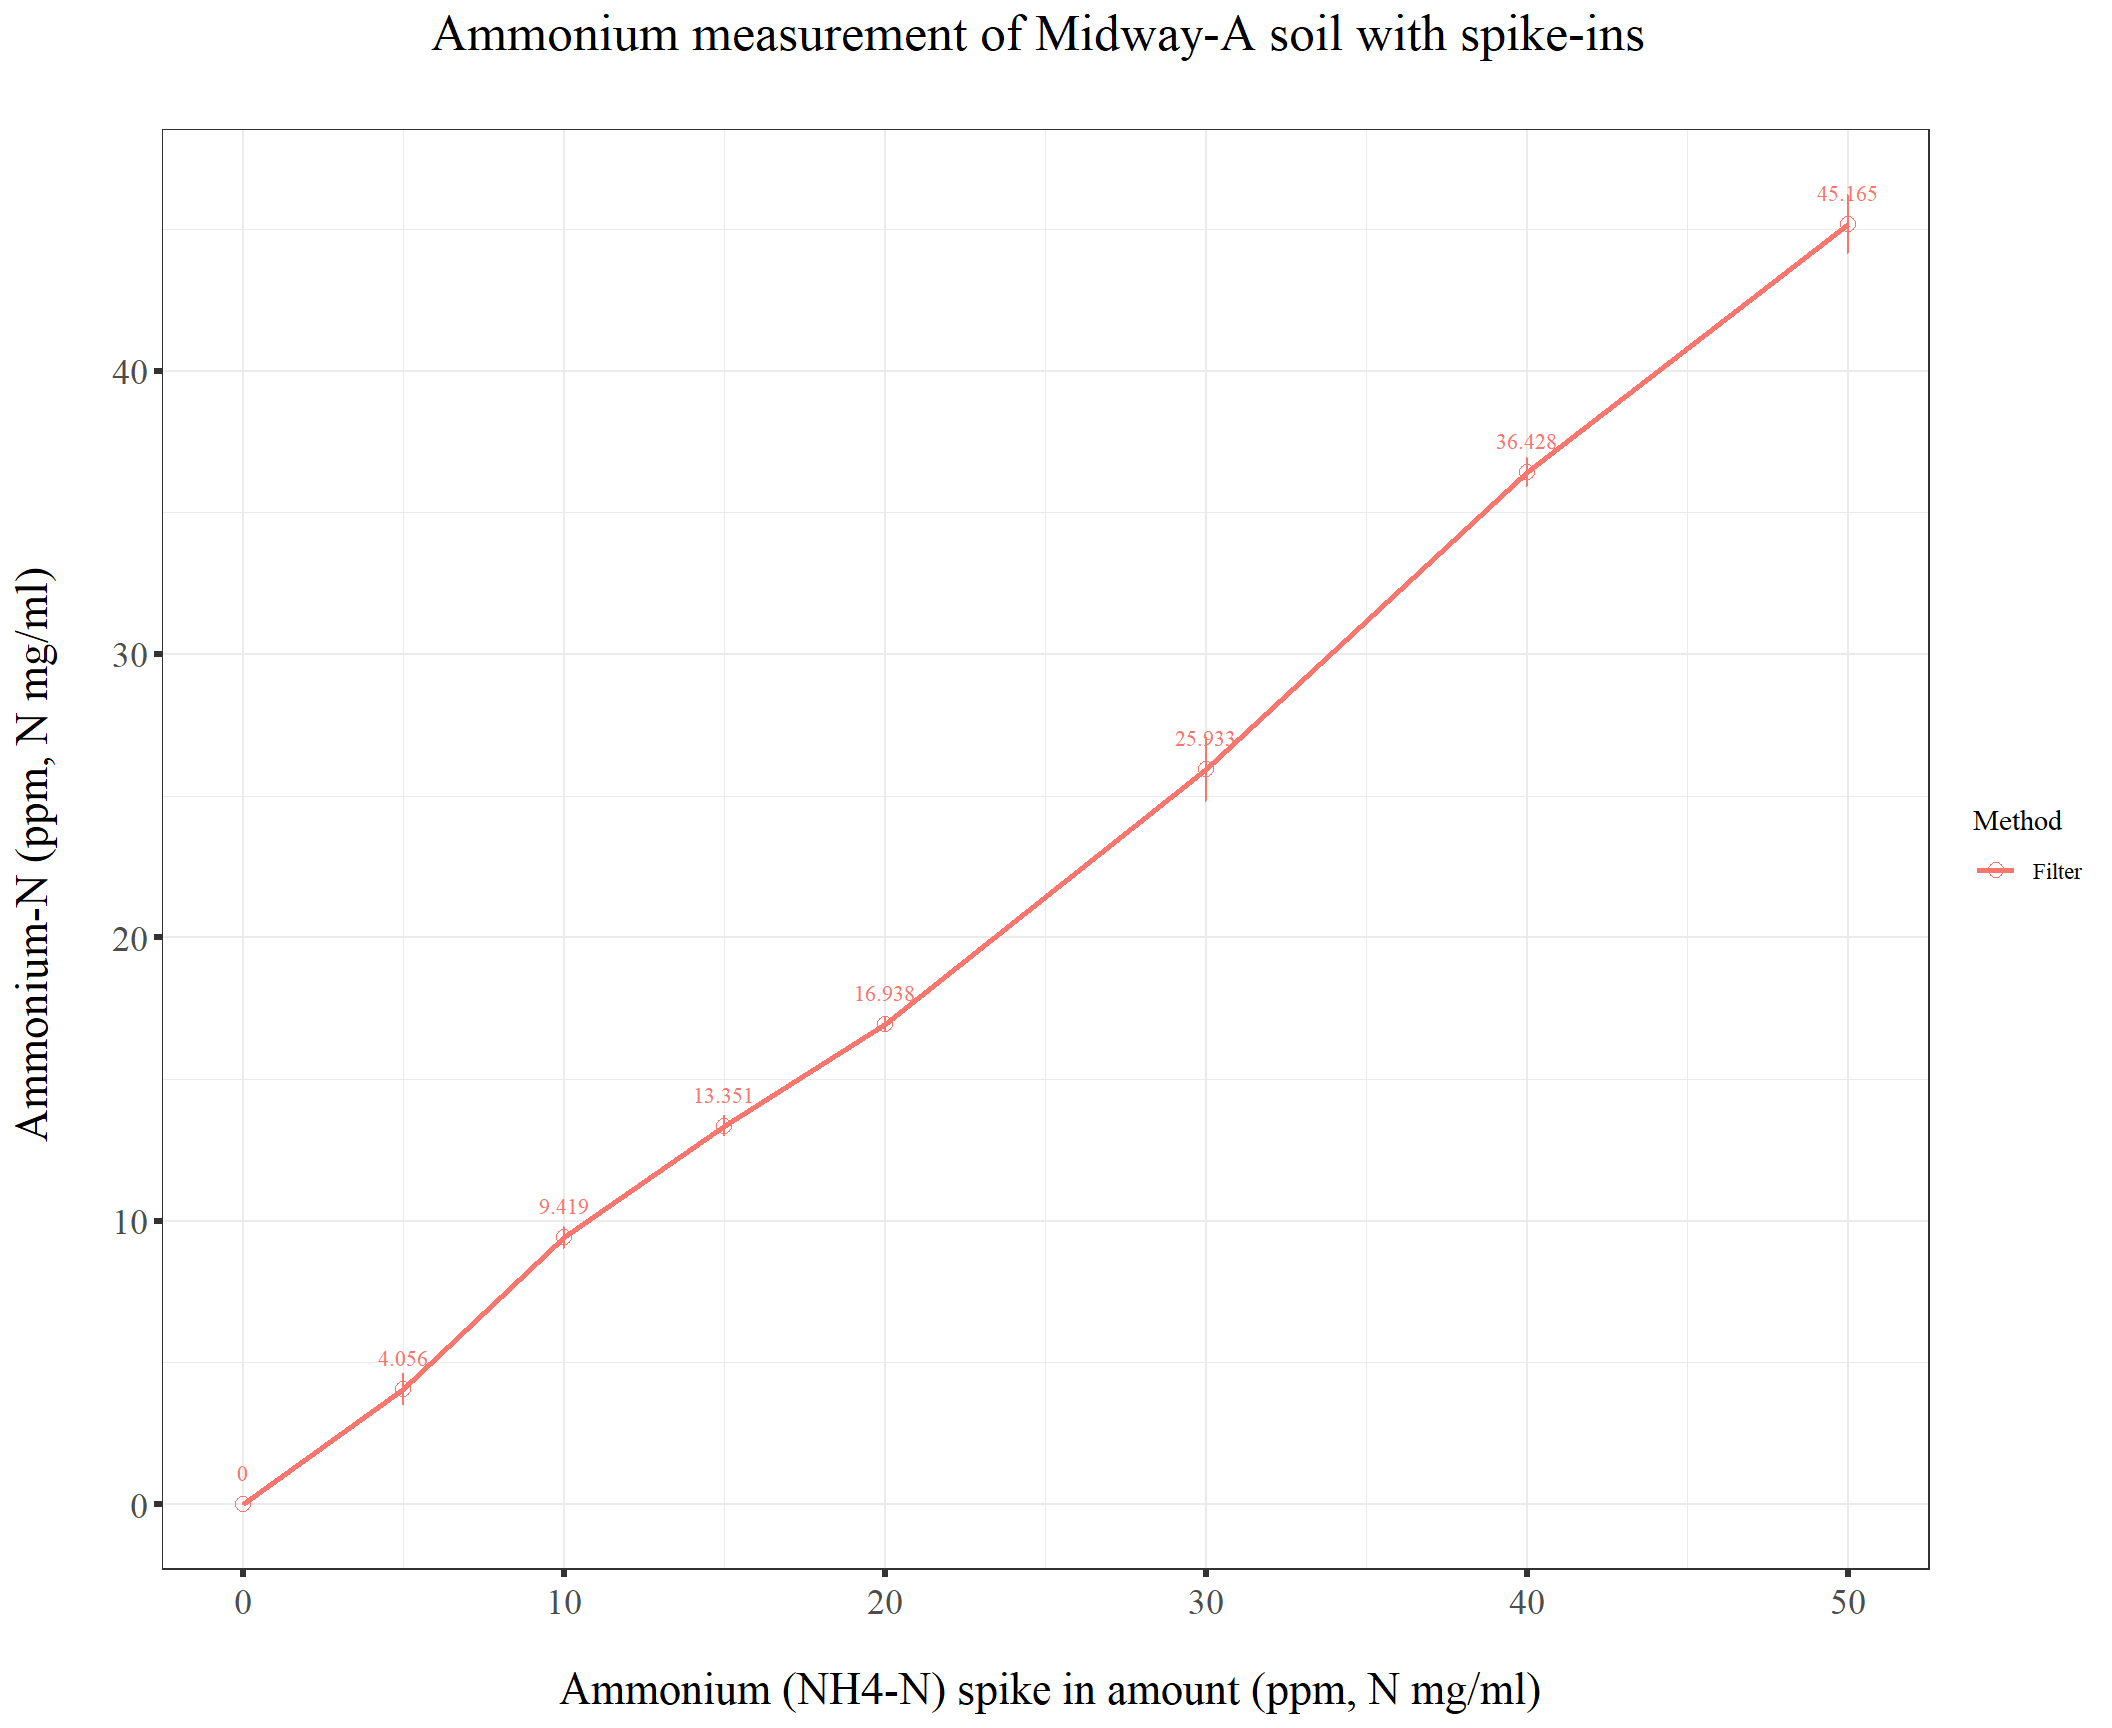 Ammonium measurement of Midway-A soil with spike-ins
Ammonium-N (ppm, N mg/ml)
40
30
20
10
0
45.165
36.428
25.933
16.938
13.351
9.419
4.056
0
0 10 20 30 40 50
Ammonium (NH4-N) spike in amount (ppm, N mg/ml)
Method
Filter